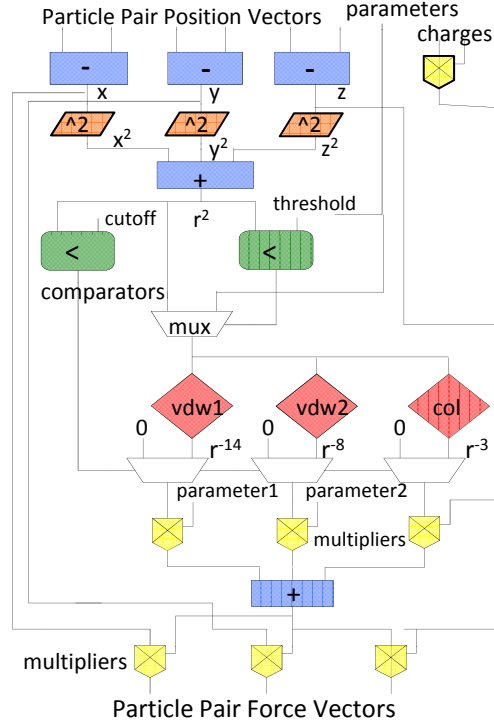 Particle Pair Position Vectors
parameters
charges
- - -
x y z
^2 ^2 ^2
x² y² z²
+
r²
cutoff threshold
< <
comparators
mux
vdw1 vdw2 col
0 r⁻¹⁴ 0 r⁻⁸ 0 r⁻³
parameter1 parameter2
multipliers
+
multipliers
Particle Pair Force Vectors